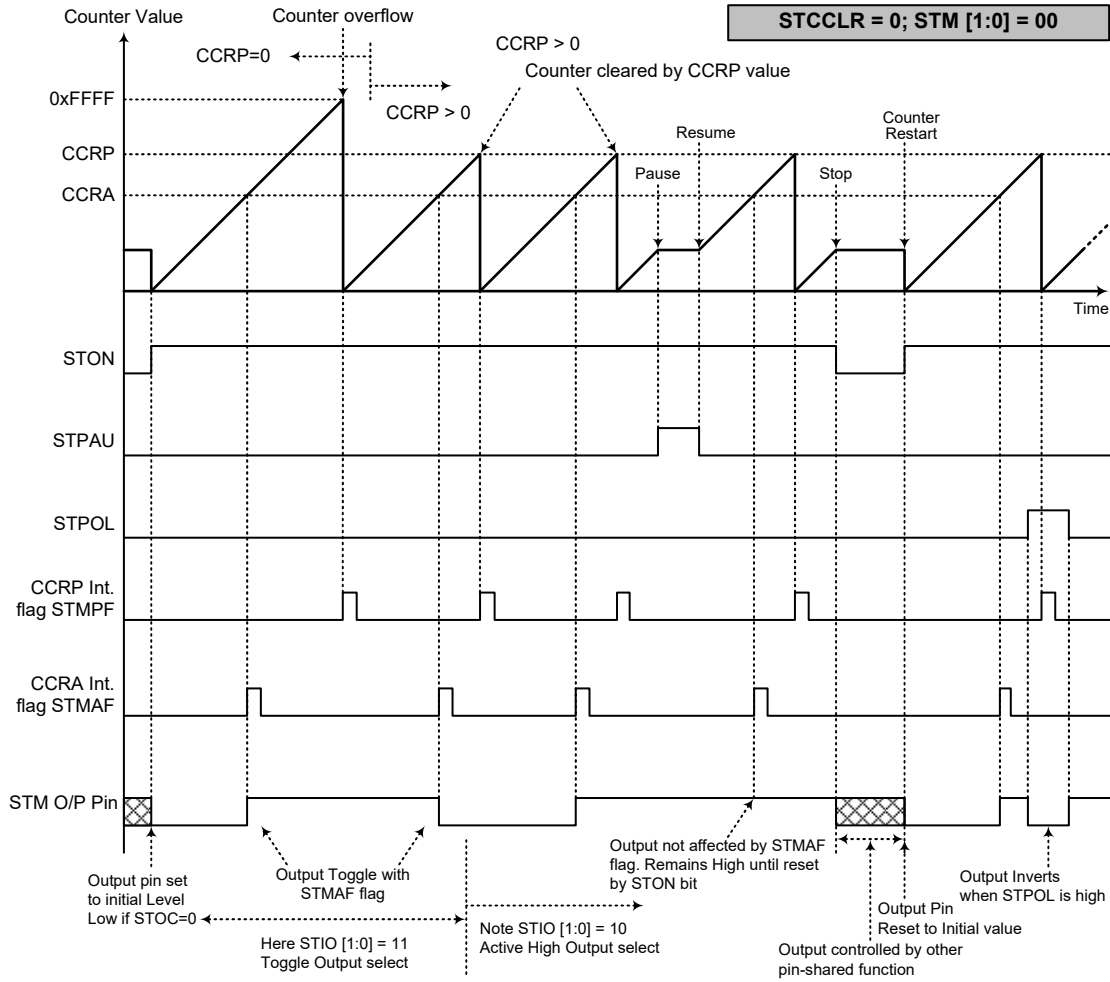 Counter Value
Counter overflow
STCCLR = 0; STM [1:0] = 00
CCRP=0
CCRP > 0
CCRP > 0
Counter cleared by CCRP value
0xFFFF
CCRP
CCRA
Pause
Resume
Stop
Counter
Restart
Time
STON
STPAU
STPOL
CCRP Int.
flag STMPF
CCRA Int.
flag STMAF
STM O/P Pin
Output pin set
to initial Level
Low if STOC=0
Output Toggle with
STMAF flag
Here STIO [1:0] = 11
Toggle Output select
Note STIO [1:0] = 10
Active High Output select
Output not affected by STMAF
flag. Remains High until reset
by STON bit
Output controlled by other
pin-shared function
Output Pin
Reset to Initial value
Output Inverts
when STPOL is high